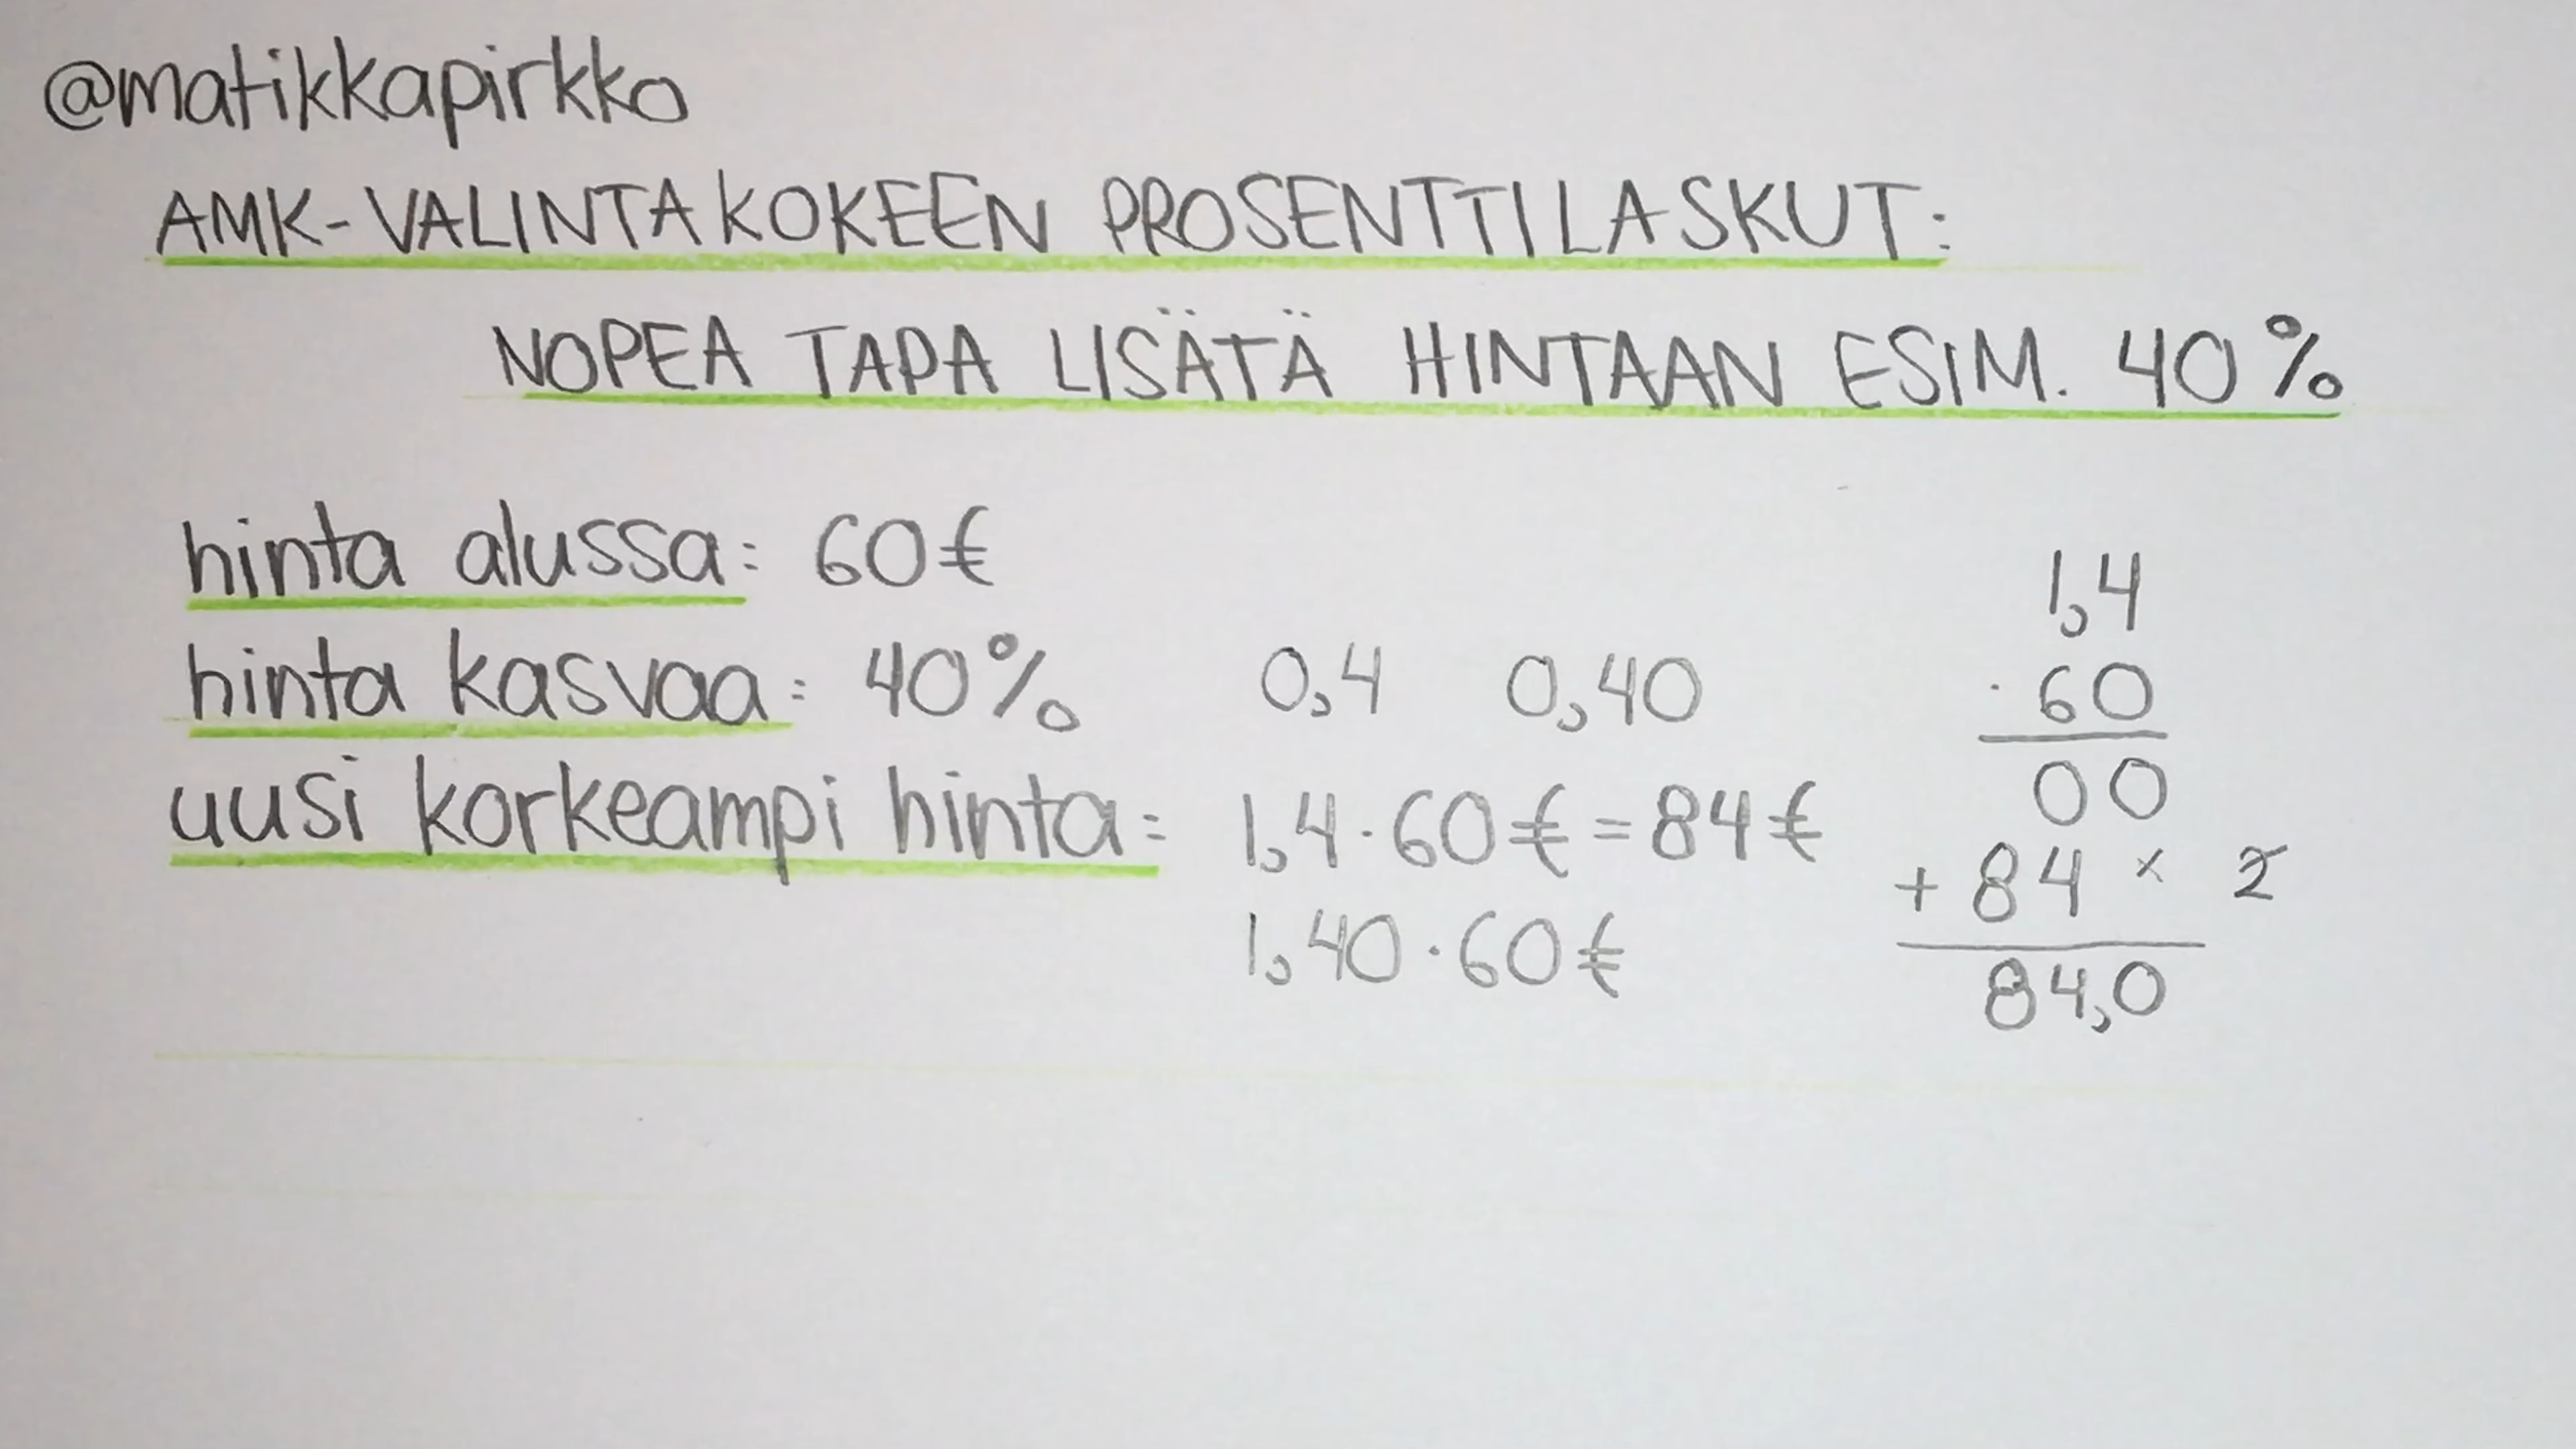 @matikkapirkko
AMK-VALINTAKOKEEN PROSENTTILASKUT:
NOPEA TAPA LISÄTÄ HINTAAN ESIM. 40%
hinta alussa: 60€
hinta kasvaa: 40% 0,4 0,40
uusi korkeampi hinta: 1,4·60€=84€
1,40·60€
1,4
·60
00
+84× 2
84,0